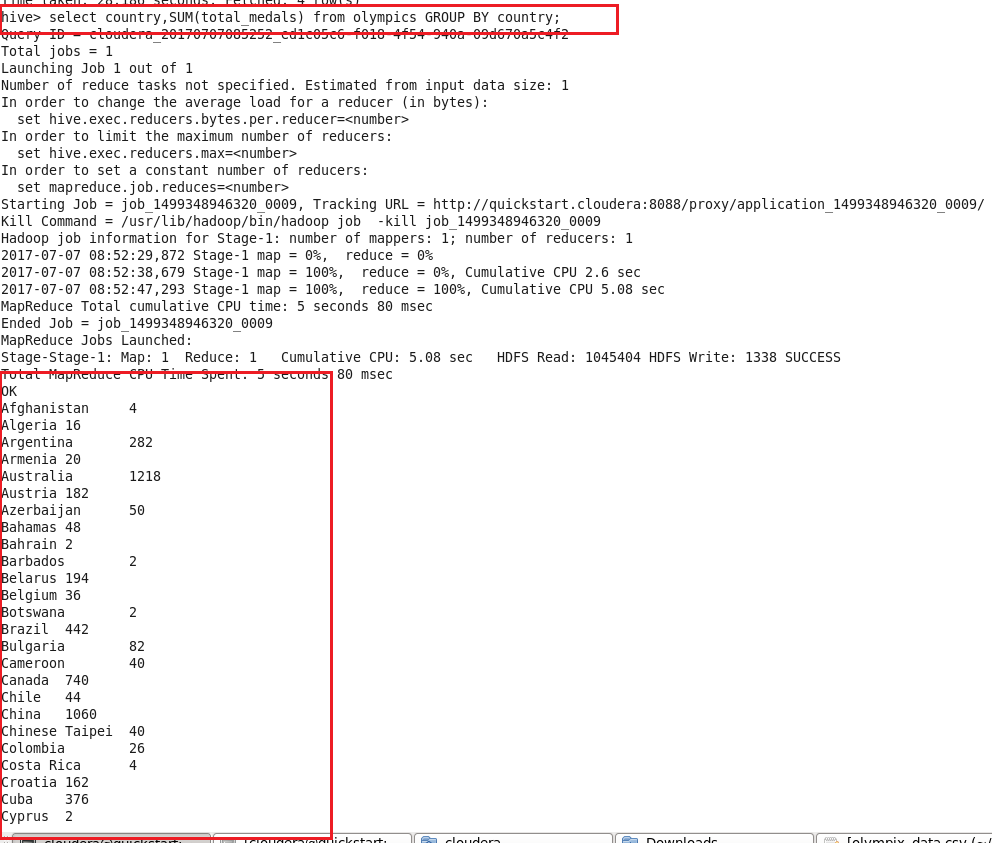 Time taken: 28.186 seconds, Fetched: 4 row(s)
hive> select country,SUM(total_medals) from olympics GROUP BY country;
Query ID = cloudera_20170707085252_cd1c05c6-f018-4f54-940a-09d670a5c4f2
Total jobs = 1
Launching Job 1 out of 1
Number of reduce tasks not specified. Estimated from input data size: 1
In order to change the average load for a reducer (in bytes):
  set hive.exec.reducers.bytes.per.reducer=<number>
In order to limit the maximum number of reducers:
  set hive.exec.reducers.max=<number>
In order to set a constant number of reducers:
  set mapreduce.job.reduces=<number>
Starting Job = job_1499348946320_0009, Tracking URL = http://quickstart.cloudera:8088/proxy/application_1499348946320_0009/
Kill Command = /usr/lib/hadoop/bin/hadoop job  -kill job_1499348946320_0009
Hadoop job information for Stage-1: number of mappers: 1; number of reducers: 1
2017-07-07 08:52:29,872 Stage-1 map = 0%,  reduce = 0%
2017-07-07 08:52:38,679 Stage-1 map = 100%,  reduce = 0%, Cumulative CPU 2.6 sec
2017-07-07 08:52:47,293 Stage-1 map = 100%,  reduce = 100%, Cumulative CPU 5.08 sec
MapReduce Total cumulative CPU time: 5 seconds 80 msec
Ended Job = job_1499348946320_0009
MapReduce Jobs Launched:
Stage-Stage-1: Map: 1  Reduce: 1   Cumulative CPU: 5.08 sec   HDFS Read: 1045404 HDFS Write: 1338 SUCCESS
Total MapReduce CPU Time Spent: 5 seconds 80 msec
OK
Afghanistan	4
Algeria	16
Argentina	282
Armenia	20
Australia	1218
Austria	182
Azerbaijan	50
Bahamas	48
Bahrain	2
Barbados	2
Belarus	194
Belgium	36
Botswana	2
Brazil	442
Bulgaria	82
Cameroon	40
Canada	740
Chile	44
China	1060
Chinese Taipei	40
Colombia	26
Costa Rica	4
Croatia	162
Cuba	376
Cyprus	2
cloudera@quickstart: [cloudera@quickstart: cloudera Downloads [olympix_data.csv (~/